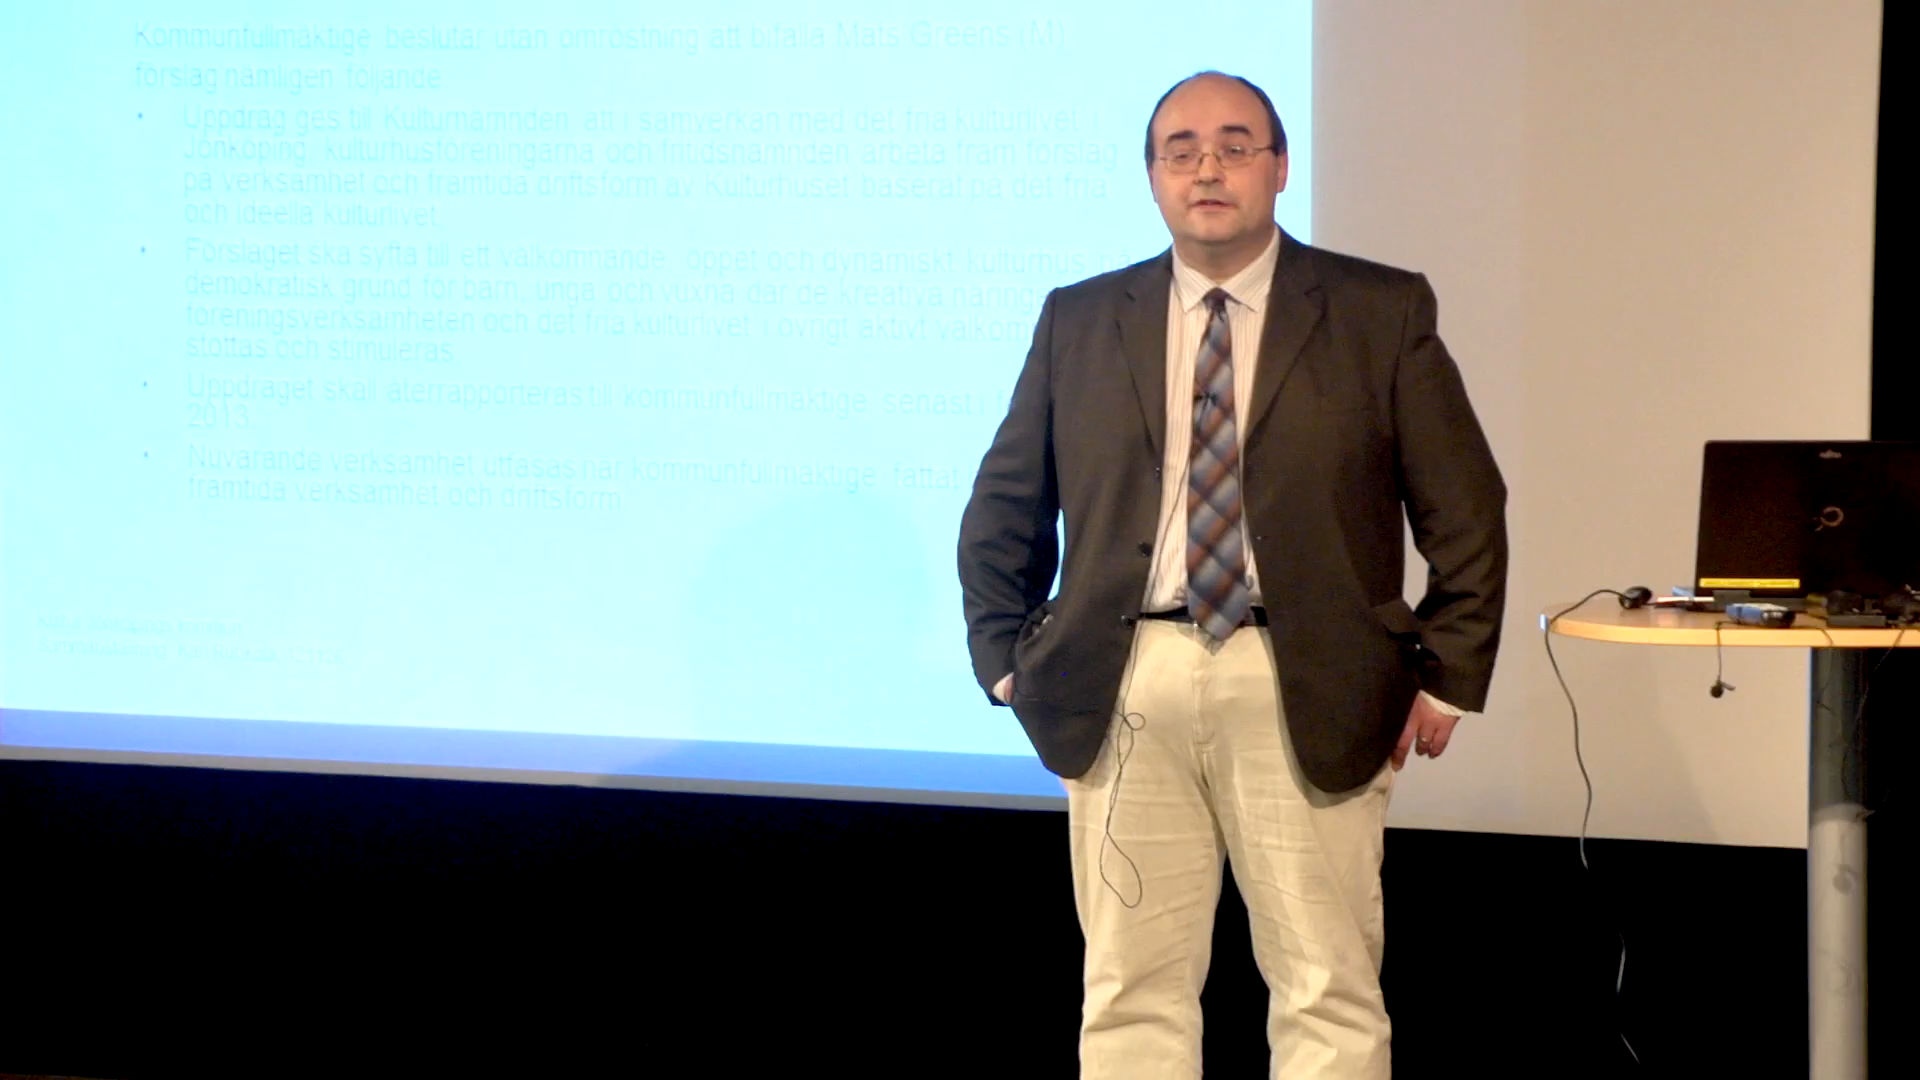 Kommunfullmäktige beslutar utan omröstning att bifalla Mats Greens (M)
förslag nämligen följande
• Uppdrag ges till Kulturnämnden att i samverkan med det fria kulturlivet i
Jönköping, kulturhusföreningarna och fritidsnämnden arbeta fram förslag
på verksamhet och framtida driftsform av Kulturhuset baserat på det fria
och ideella kulturlivet.
• Förslaget ska syfta till ett välkomnande, öppet och dynamiskt kulturhus, på
demokratisk grund för barn, unga och vuxna där de kreativa näringa
föreningsverksamheten och det fria kulturlivet i övrigt aktivt välkom
stöttas och stimuleras.
• Uppdraget skall återrapporteras till kommunfullmäktige senast i f
2013.
• Nuvarande verksamhet utfasas när kommunfullmäktige fattat
framtida verksamhet och driftsform